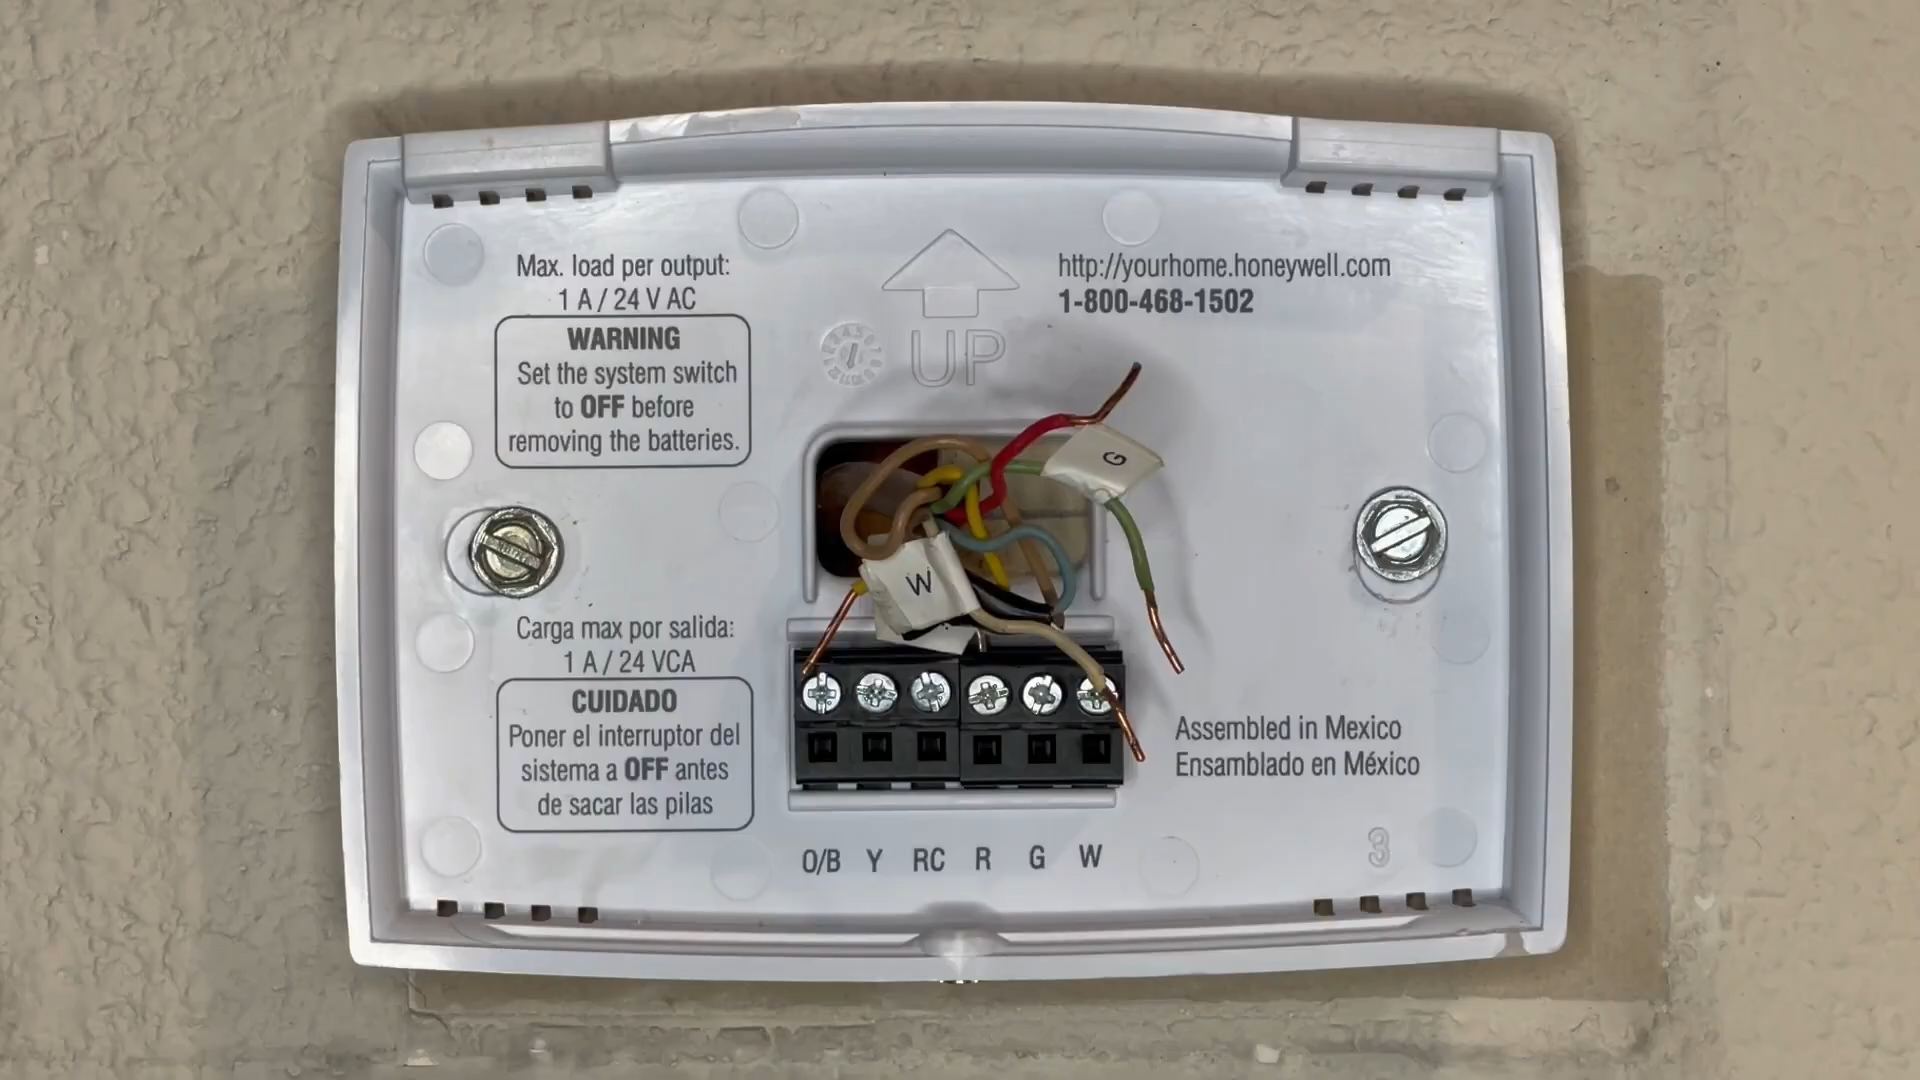 Max. load per output:
1 A / 24 V AC
WARNING
Set the system switch
to OFF before
removing the batteries.
http://yourhome.honeywell.com
1-800-468-1502
UP
G
W
Carga max por salida:
1 A / 24 VCA
CUIDADO
Poner el interruptor del
sistema a OFF antes
de sacar las pilas
Assembled in Mexico
Ensamblado en México
3
O/B Y RC R G W